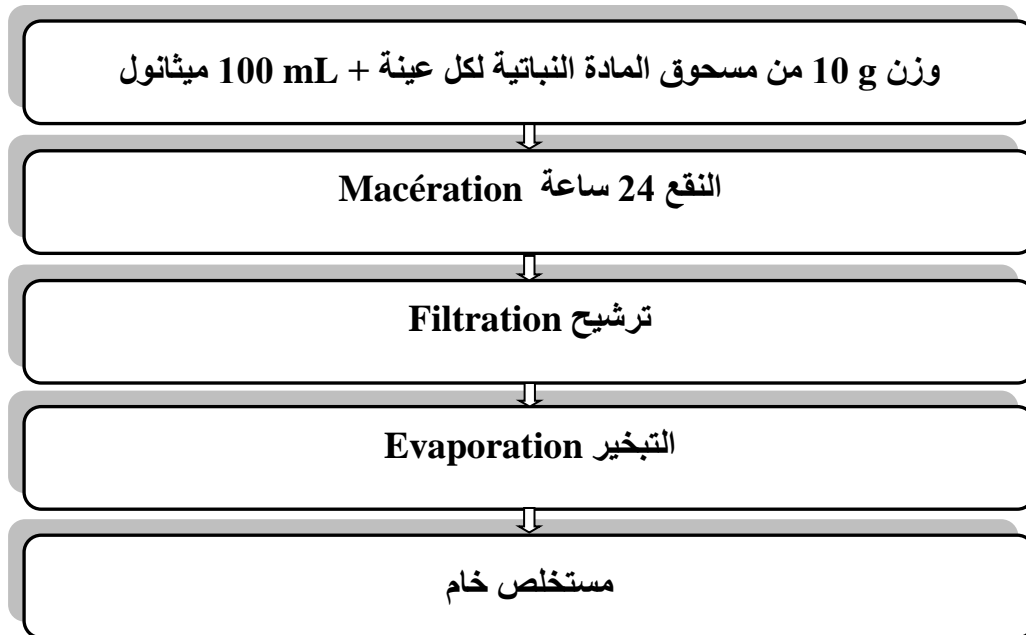 وزن 10 g من مسحوق المادة النباتية لكل عينة + 100 mL ميثانول
النقع 24 ساعة Macération
ترشيح Filtration
التبخير Evaporation
مستخلص خام